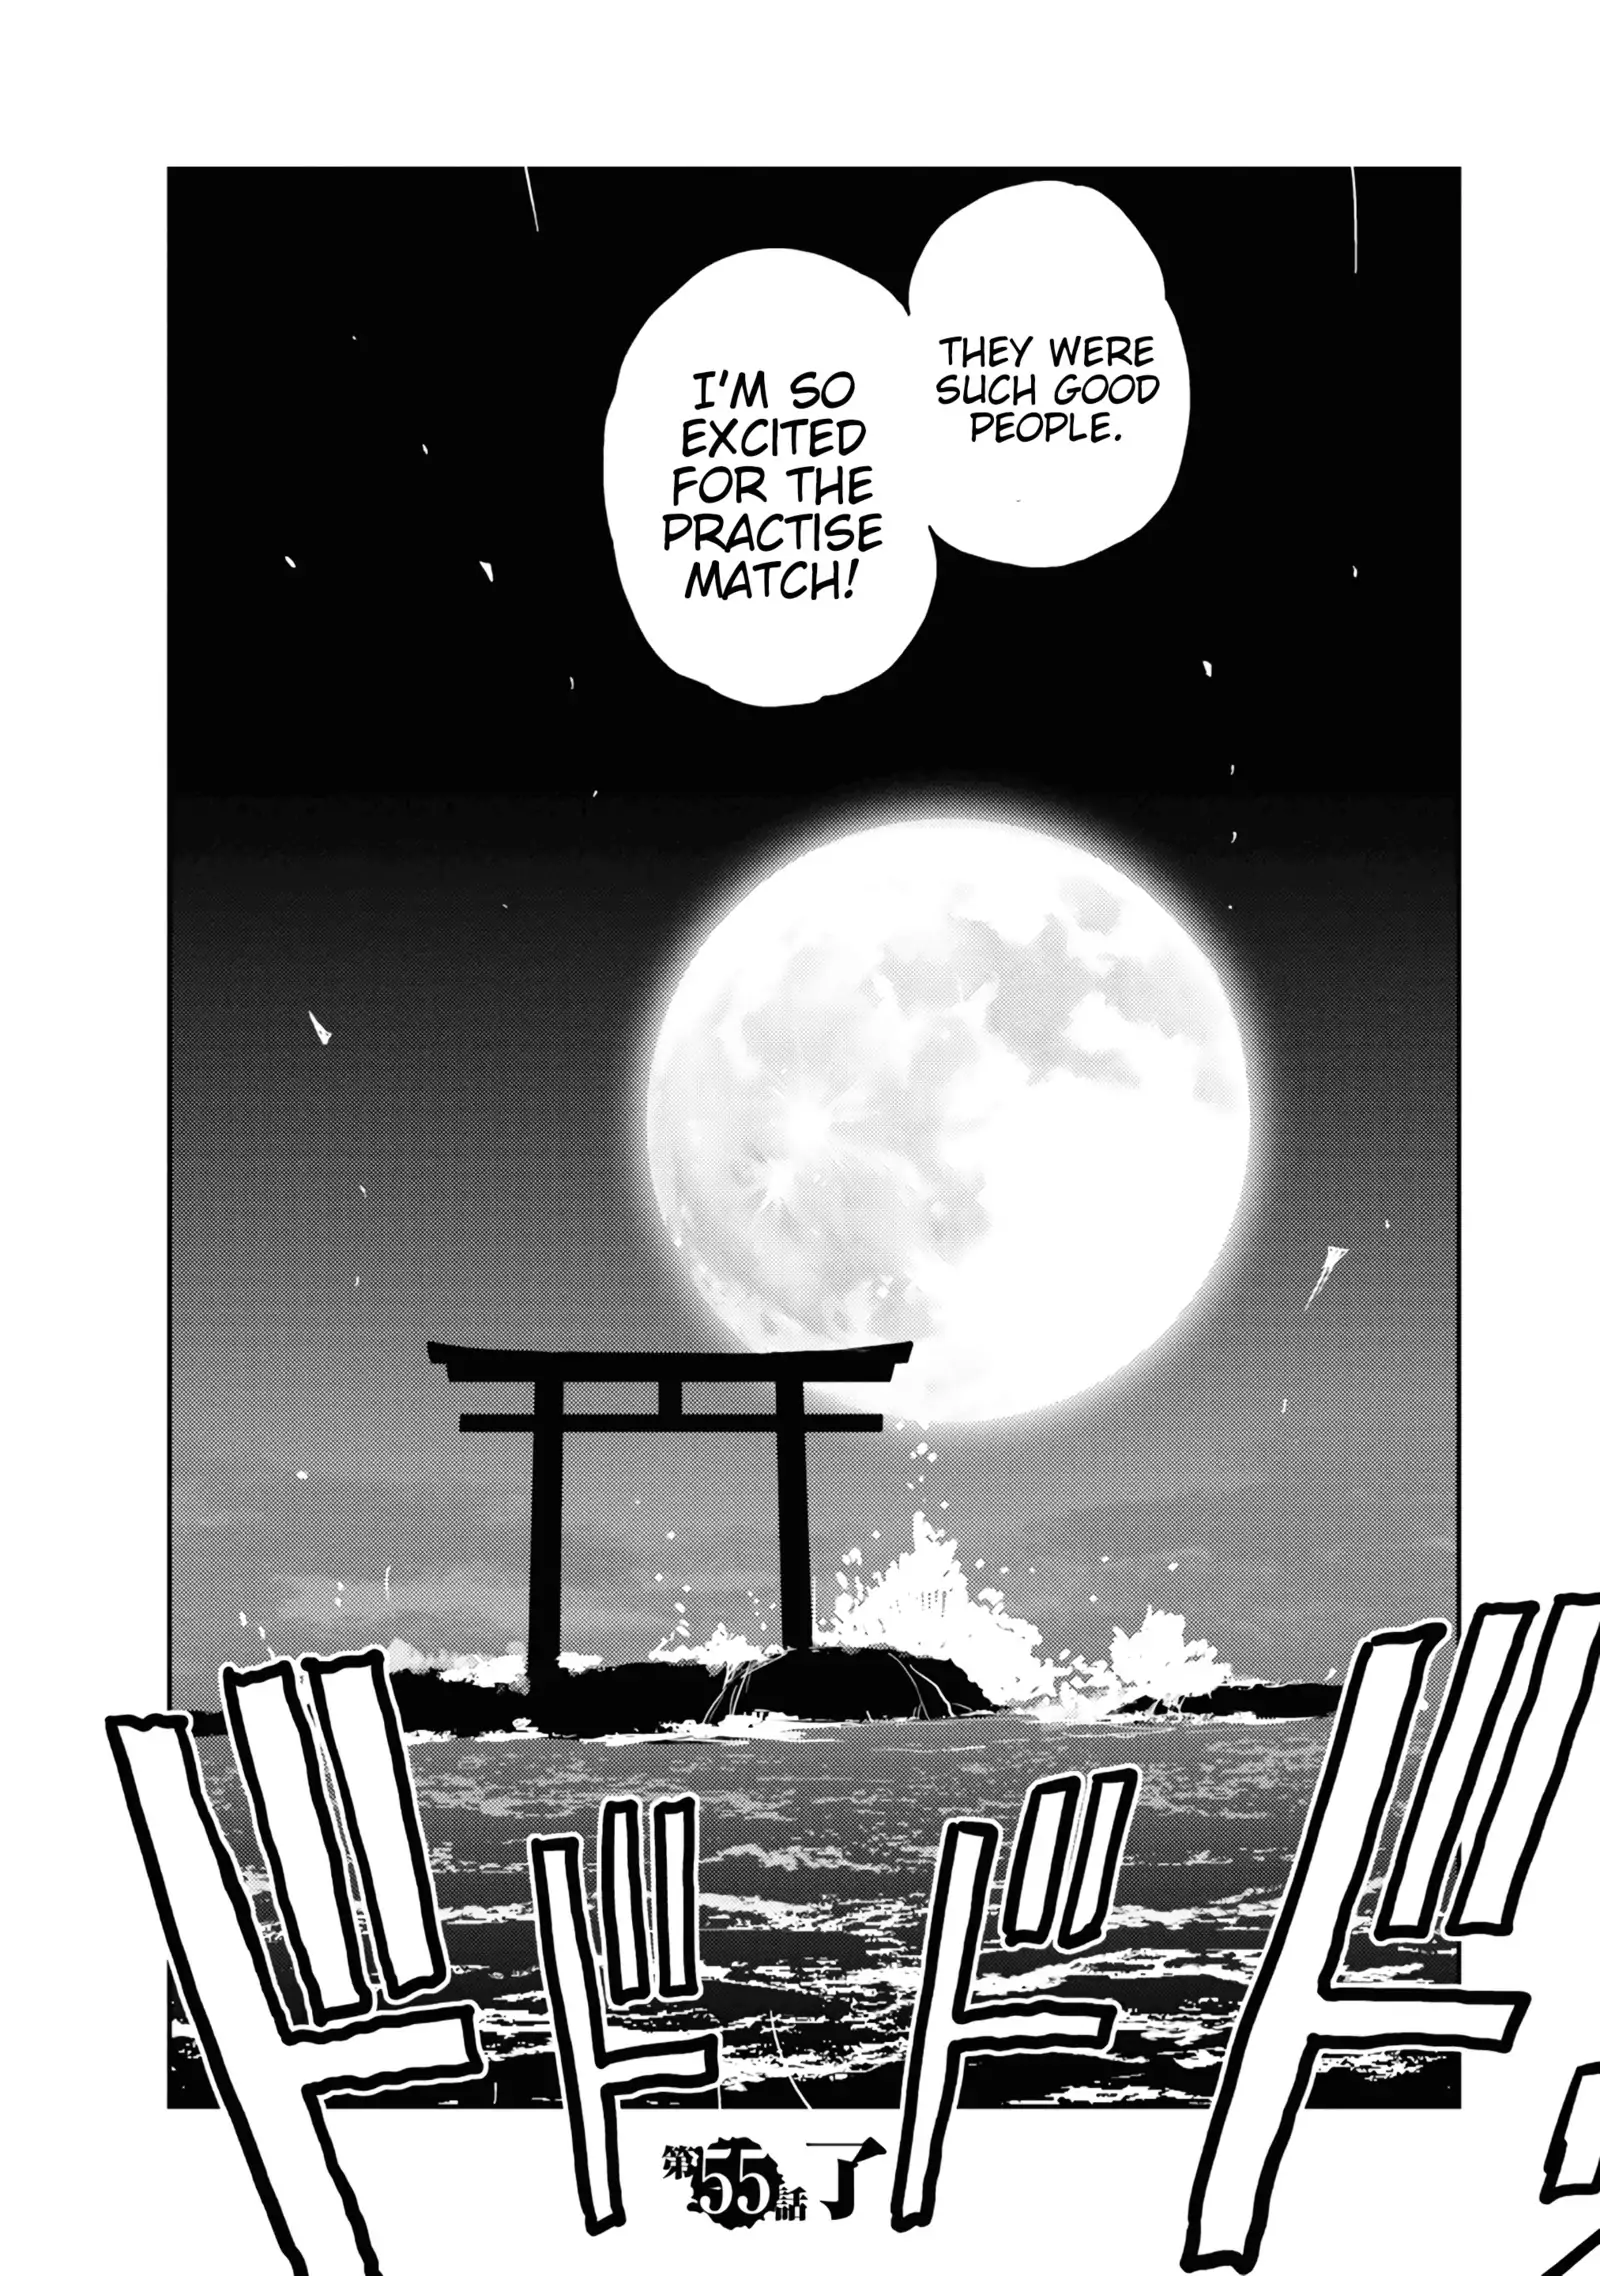 THEY WERE
SUCH GOOD
PEOPLE.
I'M SO
EXCITED
FOR THE
PRACTISE
MATCH!
ドドドド
第55話 了